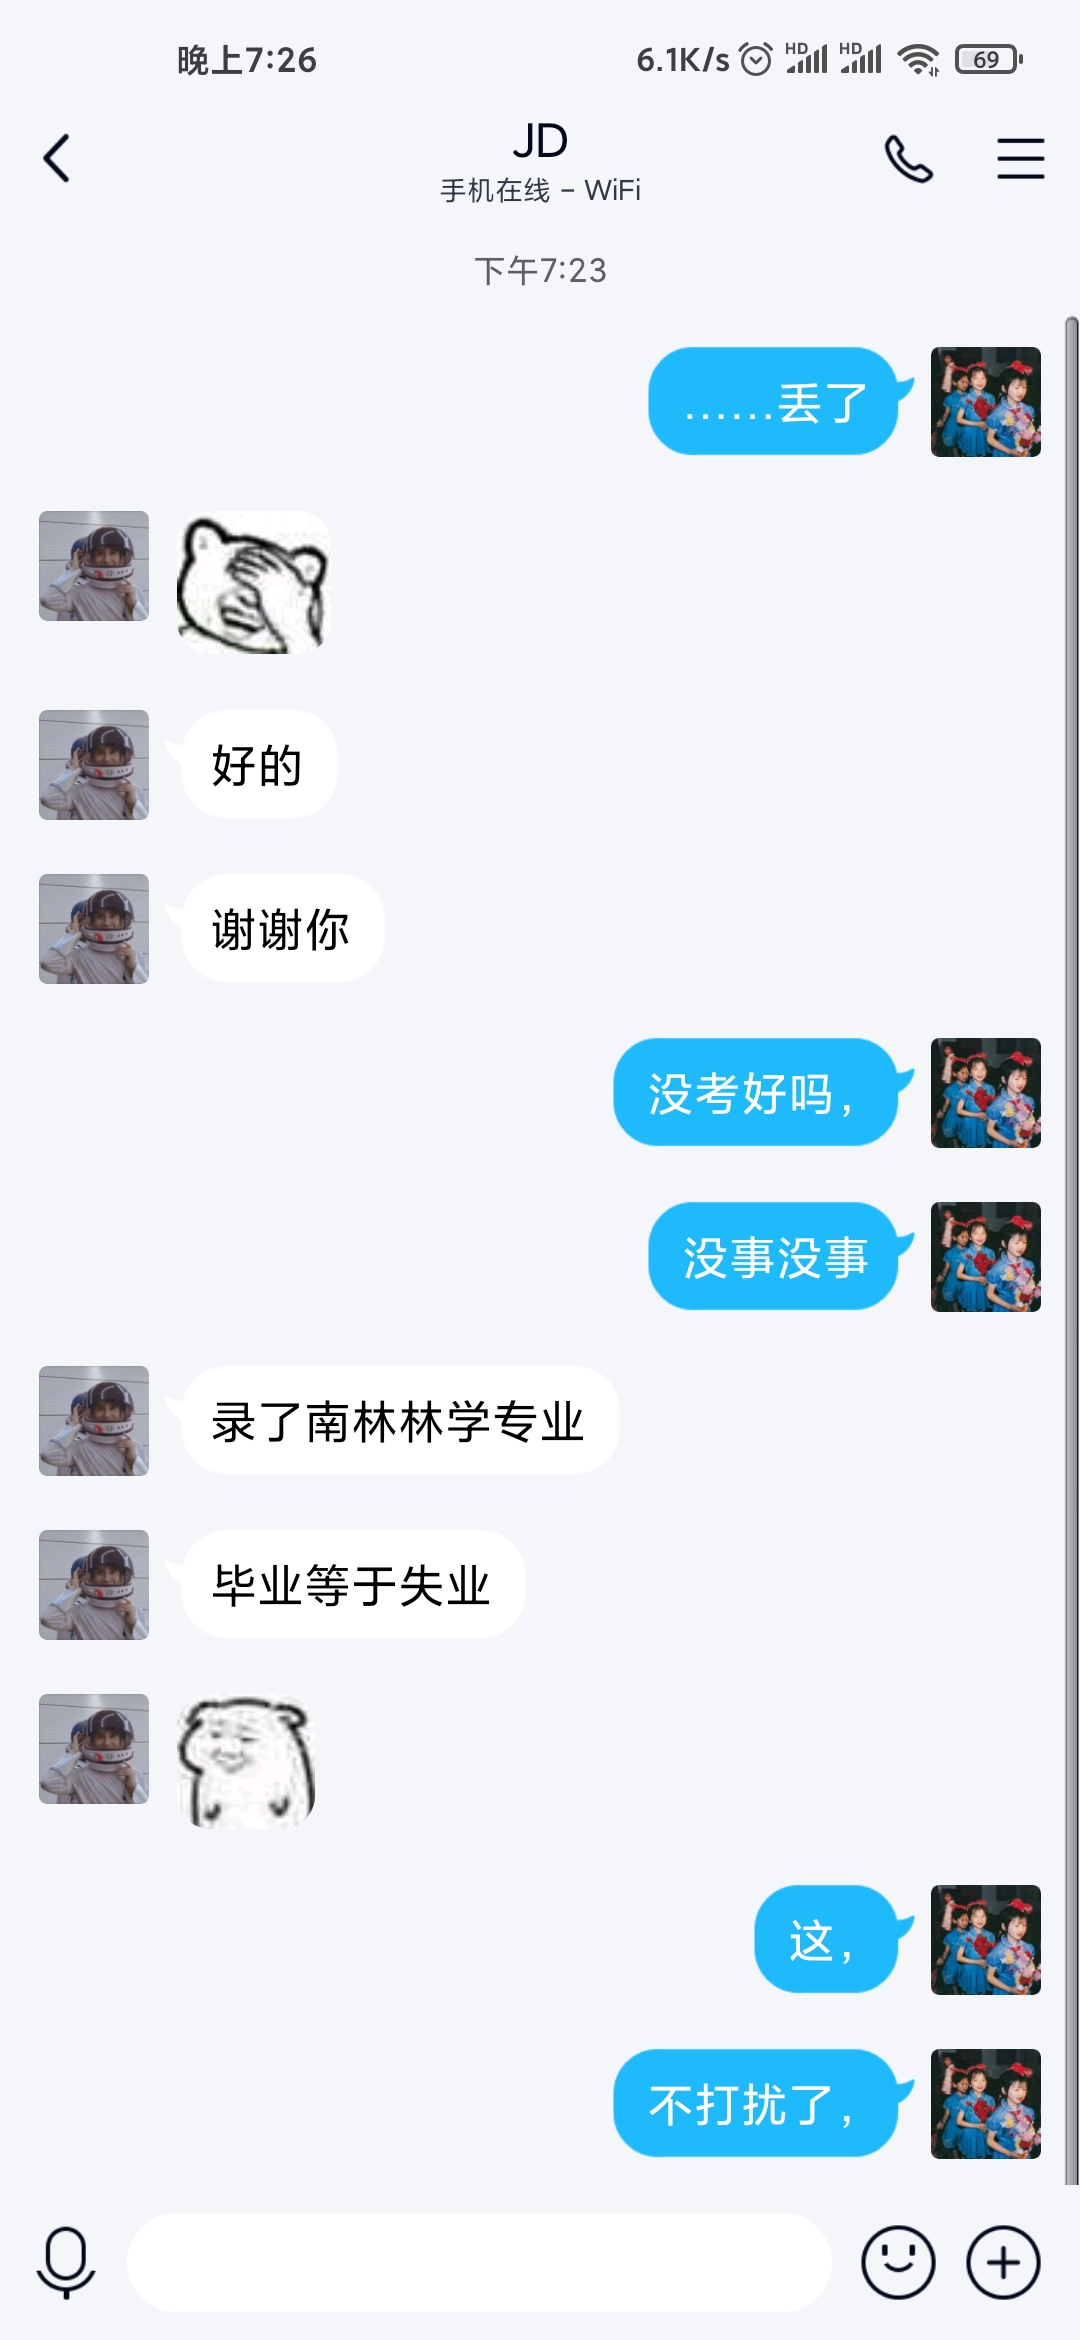 晚上7:26
6.1K/s HD HD 69
JD
手机在线 - WiFi
下午7:23
......丢了
好的
谢谢你
没考好吗，
没事没事
录了南林林学专业
毕业等于失业
这，
不打扰了，